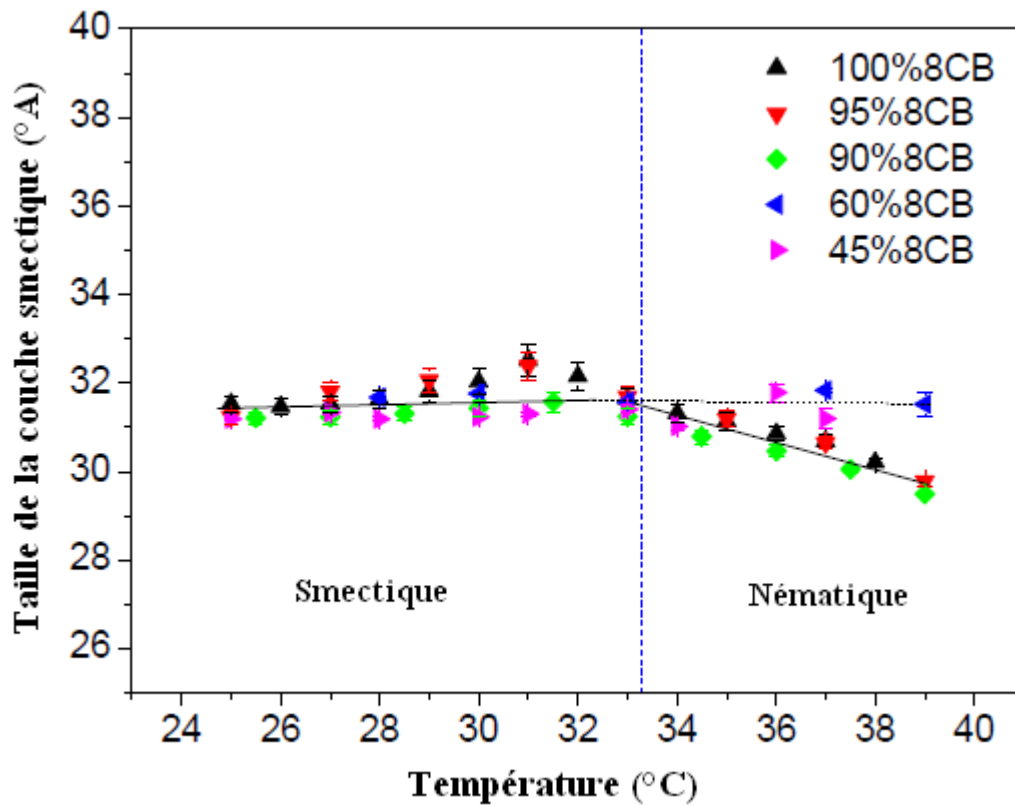 Taille de la couche smectique (°A)
40
38
36
34
32
30
28
26
100%8CB
95%8CB
90%8CB
60%8CB
45%8CB
Smectique
Nématique
24
26
28
30
32
34
36
38
40
Température (°C)